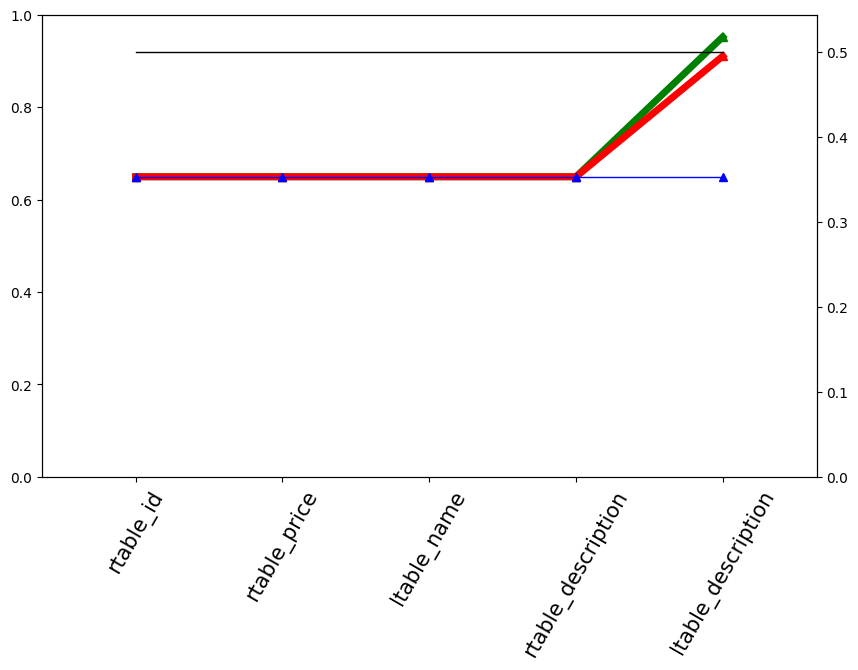 1.0
0.8
0.6
0.4
0.2
0.0
0.5
0.4
0.3
0.2
0.1
0.0
rtable_id
rtable_price
ltable_name
rtable_description
ltable_description